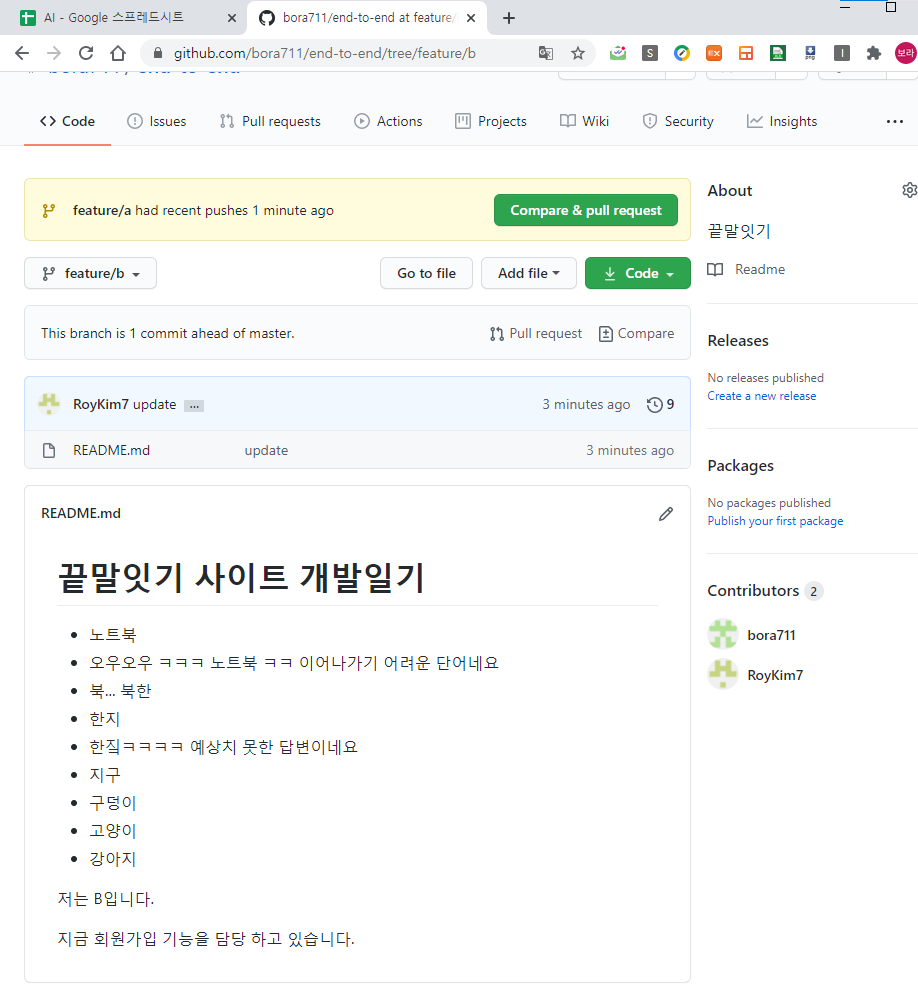 AI - Google 스프레드시트
bora711/end-to-end at feature/
github.com/bora711/end-to-end/tree/feature/b
보라
Code
Issues
Pull requests
Actions
Projects
Wiki
Security
Insights
feature/a had recent pushes 1 minute ago
Compare & pull request
feature/b
Go to file
Add file
Code
This branch is 1 commit ahead of master.
Pull request
Compare
RoyKim7 update ...
3 minutes ago
9
README.md
update
3 minutes ago
README.md
끝말잇기 사이트 개발일기
노트북
오우오우 ㅋㅋㅋ 노트북 ㅋㅋ 이어나가기 어려운 단어네요
북... 북한
한지
한짘ㅋㅋㅋㅋ 예상치 못한 답변이네요
지구
구덩이
고양이
강아지
저는 B입니다.
지금 회원가입 기능을 담당 하고 있습니다.
About
끝말잇기
Readme
Releases
No releases published
Create a new release
Packages
No packages published
Publish your first package
Contributors 2
bora711
RoyKim7